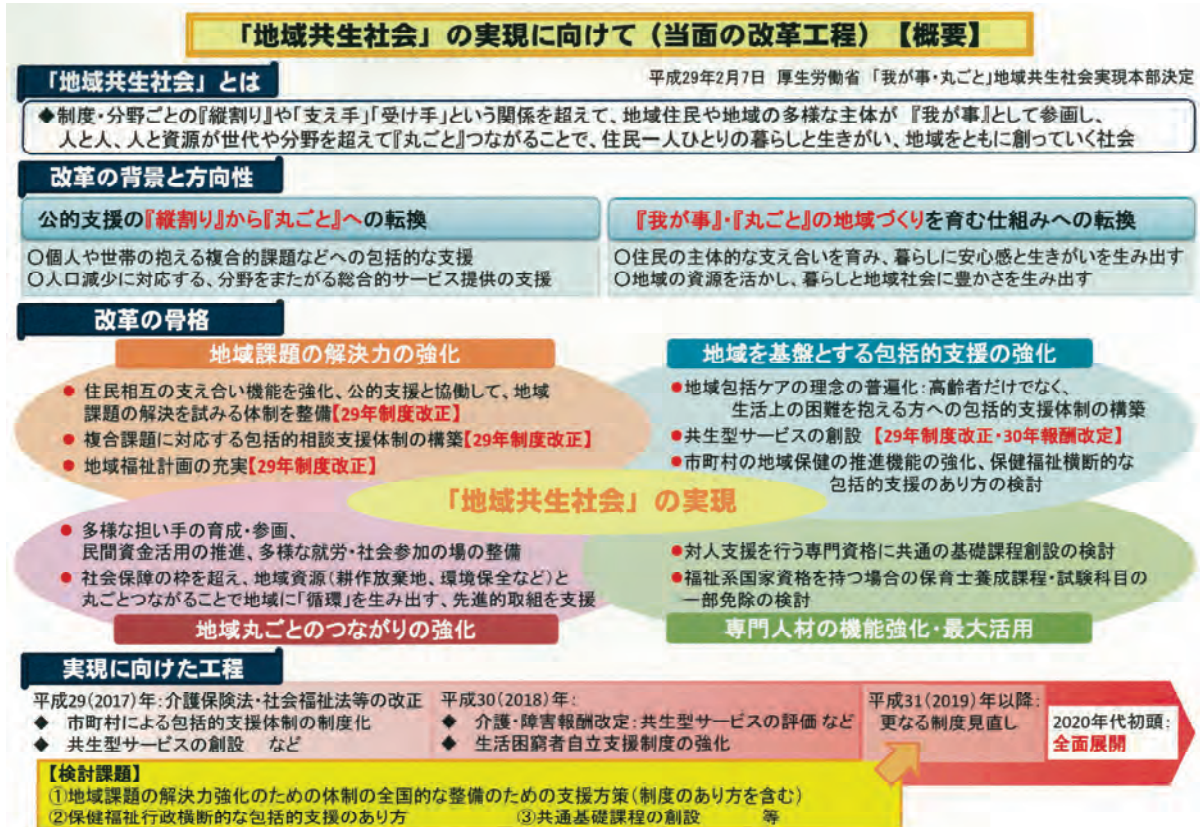 「地域共生社会」の実現に向けて(当面の改革工程)【概要】
「地域共生社会」とは
平成29年2月7日 厚生労働省 「我が事・丸ごと」地域共生社会実現本部決定
◆制度・分野ごとの『縦割り』や「支え手」「受け手」という関係を超えて、地域住民や地域の多様な主体が 『我が事』として参画し、
人と人、人と資源が世代や分野を超えて『丸ごと』つながることで、住民一人ひとりの暮らしと生きがい、地域をともに創っていく社会
改革の背景と方向性
公的支援の『縦割り』から『丸ごと』への転換
○個人や世帯の抱える複合的課題などへの包括的な支援
○人口減少に対応する、分野をまたがる総合的サービス提供の支援
『我が事』・『丸ごと』の地域づくりを育む仕組みへの転換
○住民の主体的な支え合いを育み、暮らしに安心感と生きがいを生み出す
○地域の資源を活かし、暮らしと地域社会に豊かさを生み出す
改革の骨格
地域課題の解決力の強化
● 住民相互の支え合い機能を強化、公的支援と協働して、地域
課題の解決を試みる体制を整備【29年制度改正】
● 複合課題に対応する包括的相談支援体制の構築【29年制度改正】
● 地域福祉計画の充実【29年制度改正】
地域を基盤とする包括的支援の強化
●地域包括ケアの理念の普遍化:高齢者だけでなく、
生活上の困難を抱える方への包括的支援体制の構築
●共生型サービスの創設 【29年制度改正・30年報酬改定】
●市町村の地域保健の推進機能の強化、保健福祉横断的な
包括的支援のあり方の検討
「地域共生社会」の実現
● 多様な担い手の育成・参画、
民間資金活用の推進、多様な就労・社会参加の場の整備
● 社会保障の枠を超え、地域資源(耕作放棄地、環境保全など)と
丸ごとつながることで地域に「循環」を生み出す、先進的取組を支援
地域丸ごとのつながりの強化
●対人支援を行う専門資格に共通の基礎課程創設の検討
●福祉系国家資格を持つ場合の保育士養成課程・試験科目の
一部免除の検討
専門人材の機能強化・最大活用
実現に向けた工程
平成29(2017)年:介護保険法・社会福祉法等の改正
◆ 市町村による包括的支援体制の制度化
◆ 共生型サービスの創設 など
平成30(2018)年:
◆ 介護・障害報酬改定:共生型サービスの評価 など
◆ 生活困窮者自立支援制度の強化
平成31(2019)年以降:
更なる制度見直し
2020年代初頭:
全面展開
【検討課題】
①地域課題の解決力強化のための体制の全国的な整備のための支援方策(制度のあり方を含む)
②保健福祉行政横断的な包括的支援のあり方 ③共通基礎課程の創設 等